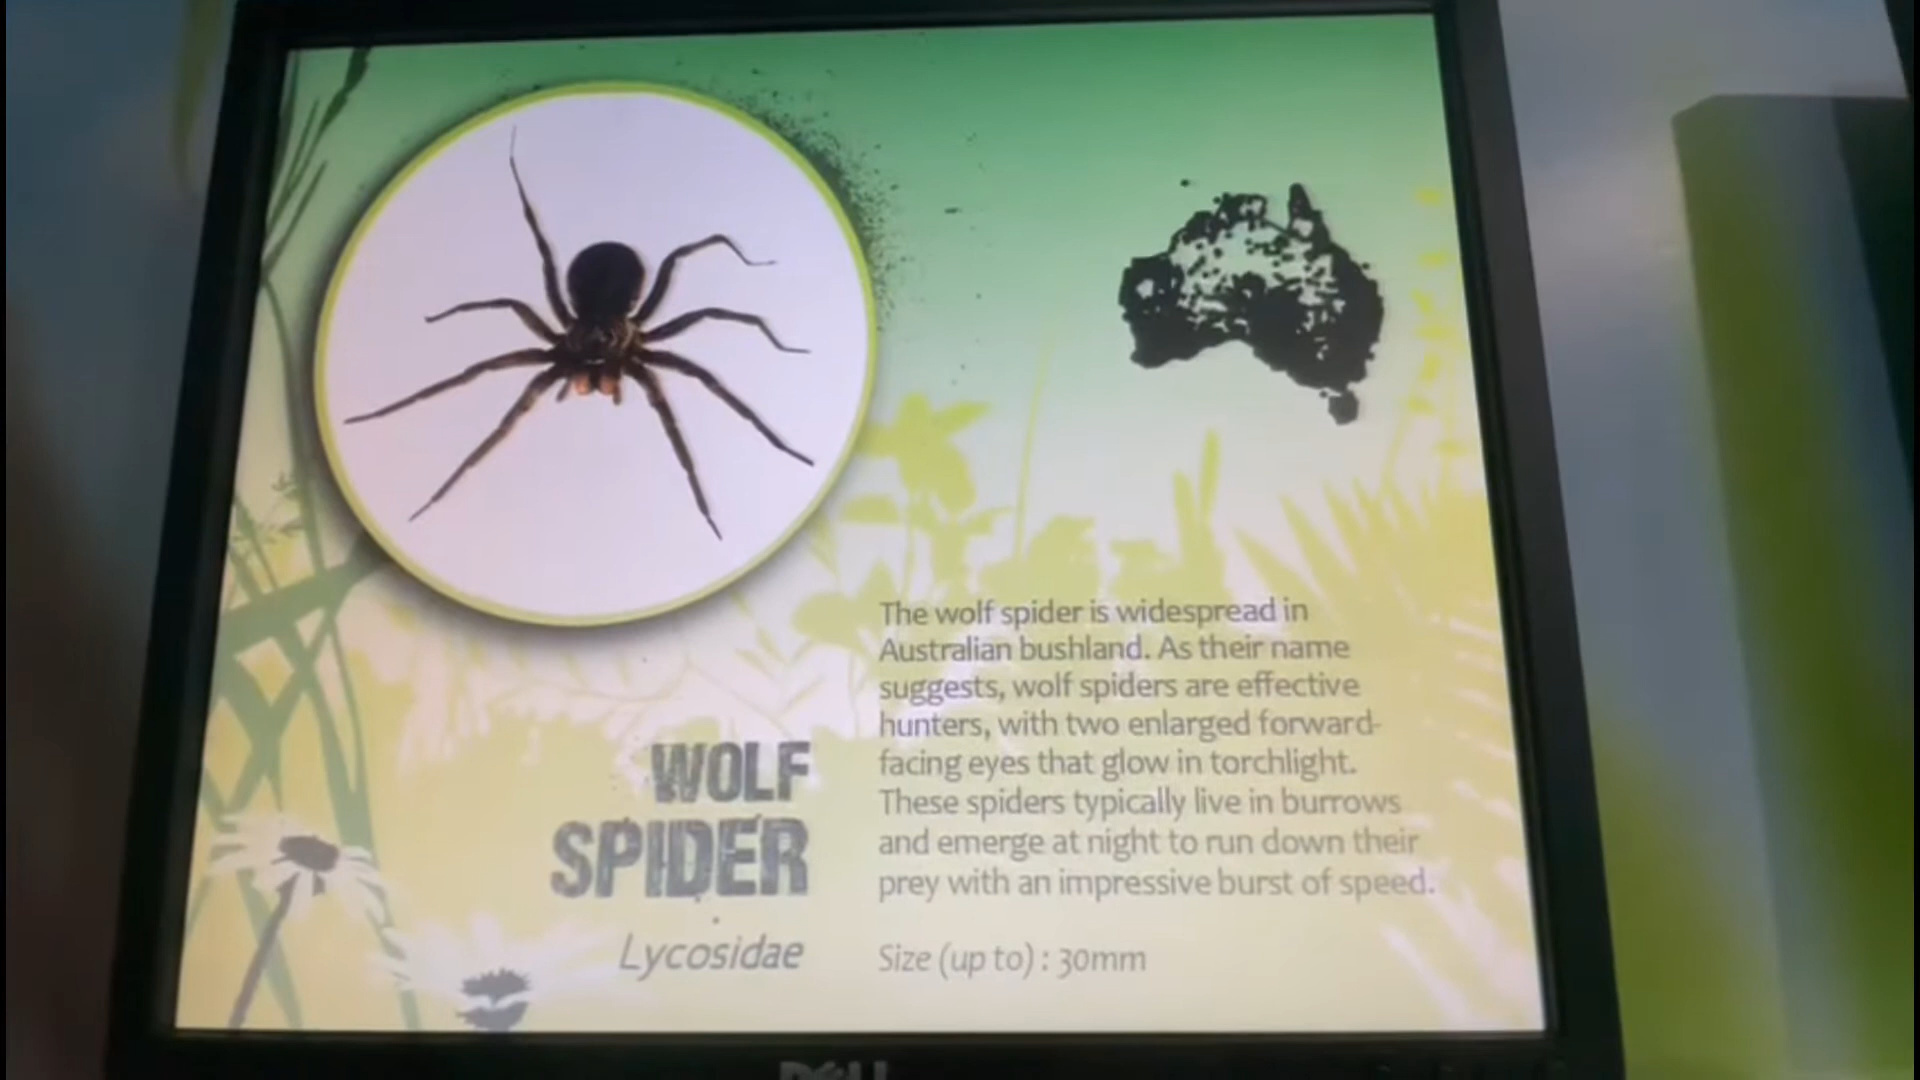 WOLF
SPIDER
Lycosidae
The wolf spider is widespread in
Australian bushland. As their name
suggests, wolf spiders are effective
hunters, with two enlarged forward-
facing eyes that glow in torchlight.
These spiders typically live in burrows
and emerge at night to run down their
prey with an impressive burst of speed.
Size (up to) : 30mm
DELL